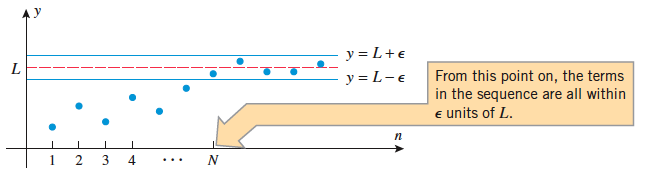 y
y = L + ϵ
L
y = L − ϵ
From this point on, the terms
in the sequence are all within
ϵ units of L.
n
1 2 3 4 ... N